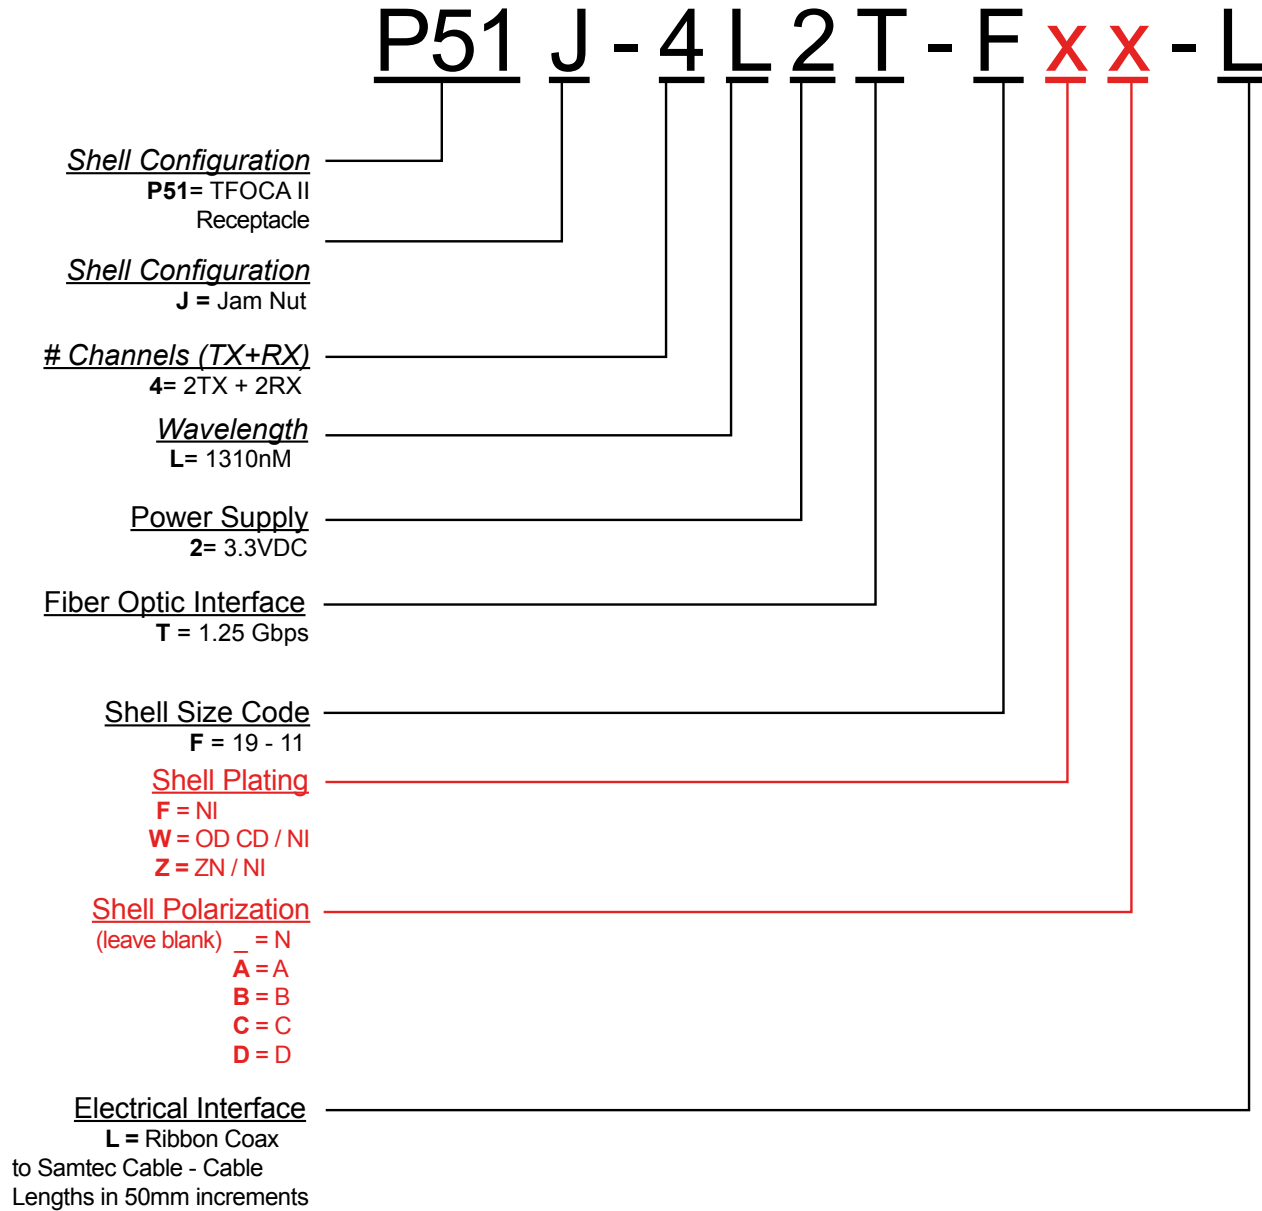 P51 J - 4 L 2 T - F x x - L
Shell Configuration
P51= TFOCA II
Receptacle
Shell Configuration
J = Jam Nut
# Channels (TX+RX)
4= 2TX + 2RX
Wavelength
L= 1310nM
Power Supply
2= 3.3VDC
Fiber Optic Interface
T = 1.25 Gbps
Shell Size Code
F = 19 - 11
Shell Plating
F = NI
W = OD CD / NI
Z = ZN / NI
Shell Polarization
(leave blank) _ = N
A = A
B = B
C = C
D = D
Electrical Interface
L = Ribbon Coax
to Samtec Cable - Cable
Lengths in 50mm increments